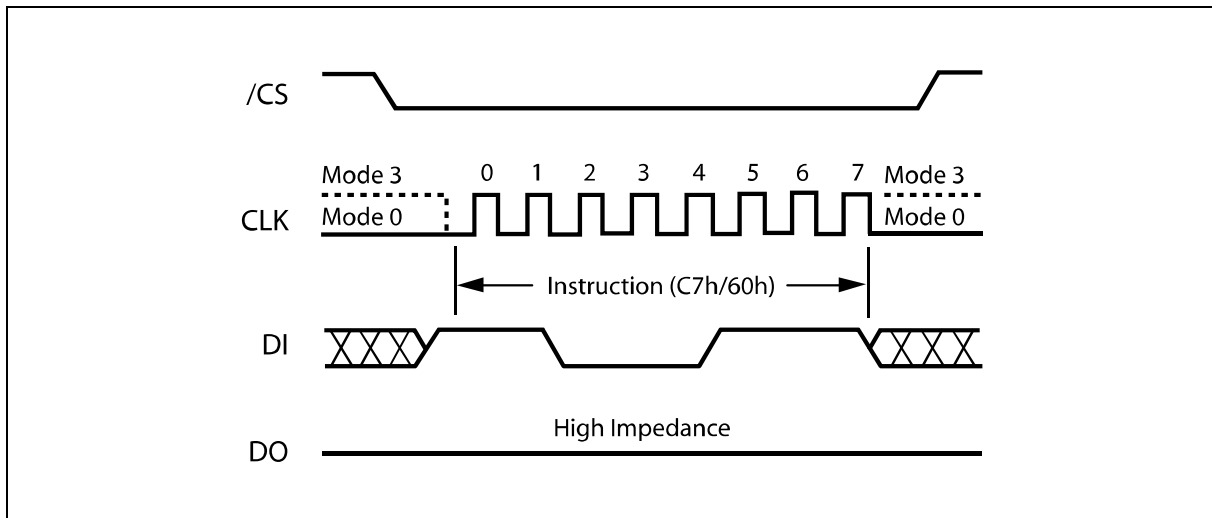 /CS
Mode 3 0 1 2 3 4 5 6 7 Mode 3
CLK Mode 0 Mode 0
Instruction (C7h/60h)
DI
High Impedance
DO